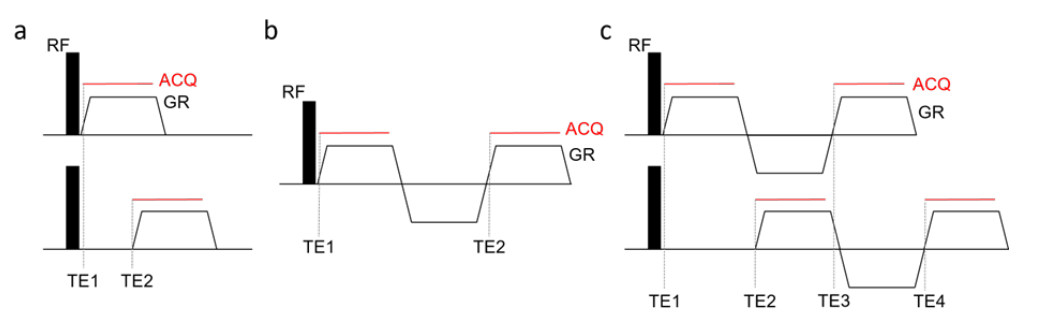 a
RF
ACQ
GR
TE1 TE2
b
RF
ACQ
GR
TE1 TE2
c
RF
ACQ
GR
TE1 TE2 TE3 TE4